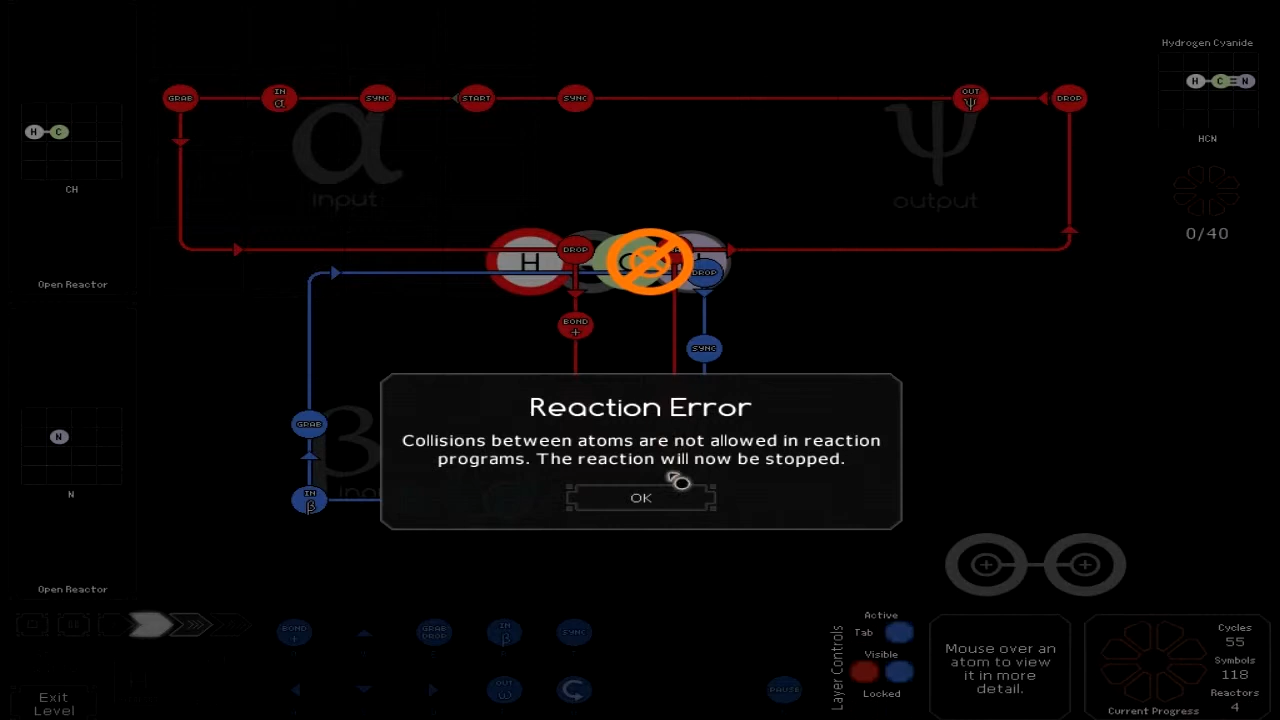 Hydrogen Cyanide
H C N
HCN
0/40
H C
CH
Open Reactor
N
N
Open Reactor
GRAB
IN
α
SYNC
START
SYNC
OUT
Ψ
DROP
α
input
Ψ
output
H
DROP
DROP
BOND
+
SYNC
GRAB
β
IN
β
Reaction Error
Collisions between atoms are not allowed in reaction
programs. The reaction will now be stopped.
OK
BOND
+
GRAB
DROP
IN
β
SYNC
OUT
ω
PAUSE
Exit
Level
Layer Controls
Active
Tab
Visible
Locked
Mouse over an
atom to view
it in more
detail.
Cycles
55
Symbols
118
Reactors
4
Current Progress